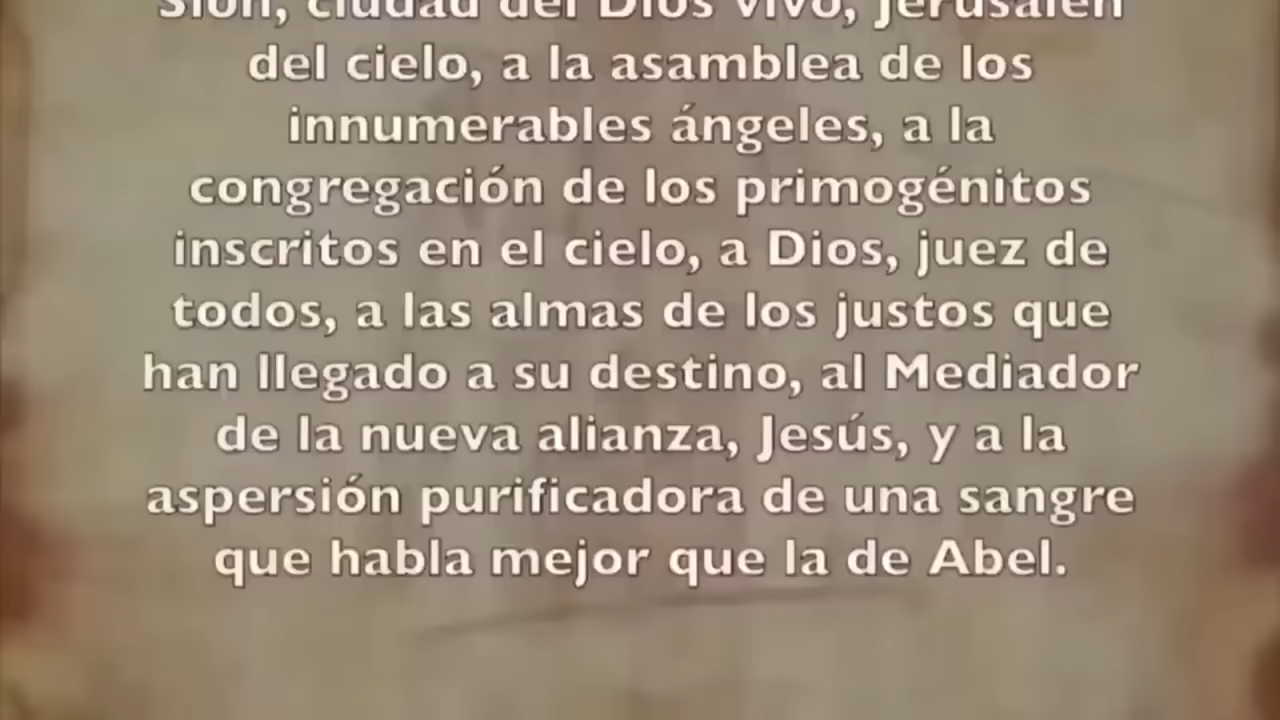 Sión, ciudad del Dios vivo, Jerusalén
del cielo, a la asamblea de los
innumerables ángeles, a la
congregación de los primogénitos
inscritos en el cielo, a Dios, juez de
todos, a las almas de los justos que
han llegado a su destino, al Mediador
de la nueva alianza, Jesús, y a la
aspersión purificadora de una sangre
que habla mejor que la de Abel.